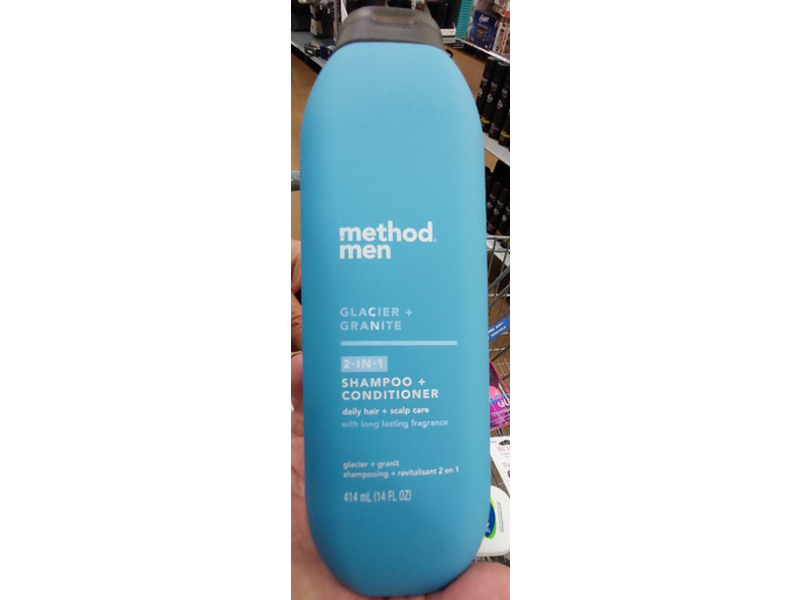 method.
men
GLACIER +
GRANITE
2-IN-1
SHAMPOO +
CONDITIONER
daily hair + scalp care
with long lasting fragrance
glacier + granit
shampooing + revitalisant 2 en 1
414 mL (14 FL OZ)